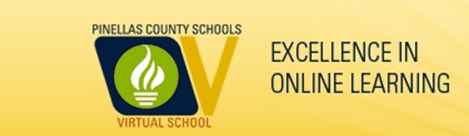 PINELLAS COUNTY SCHOOLS
V
VIRTUAL SCHOOL
EXCELLENCE IN
ONLINE LEARNING